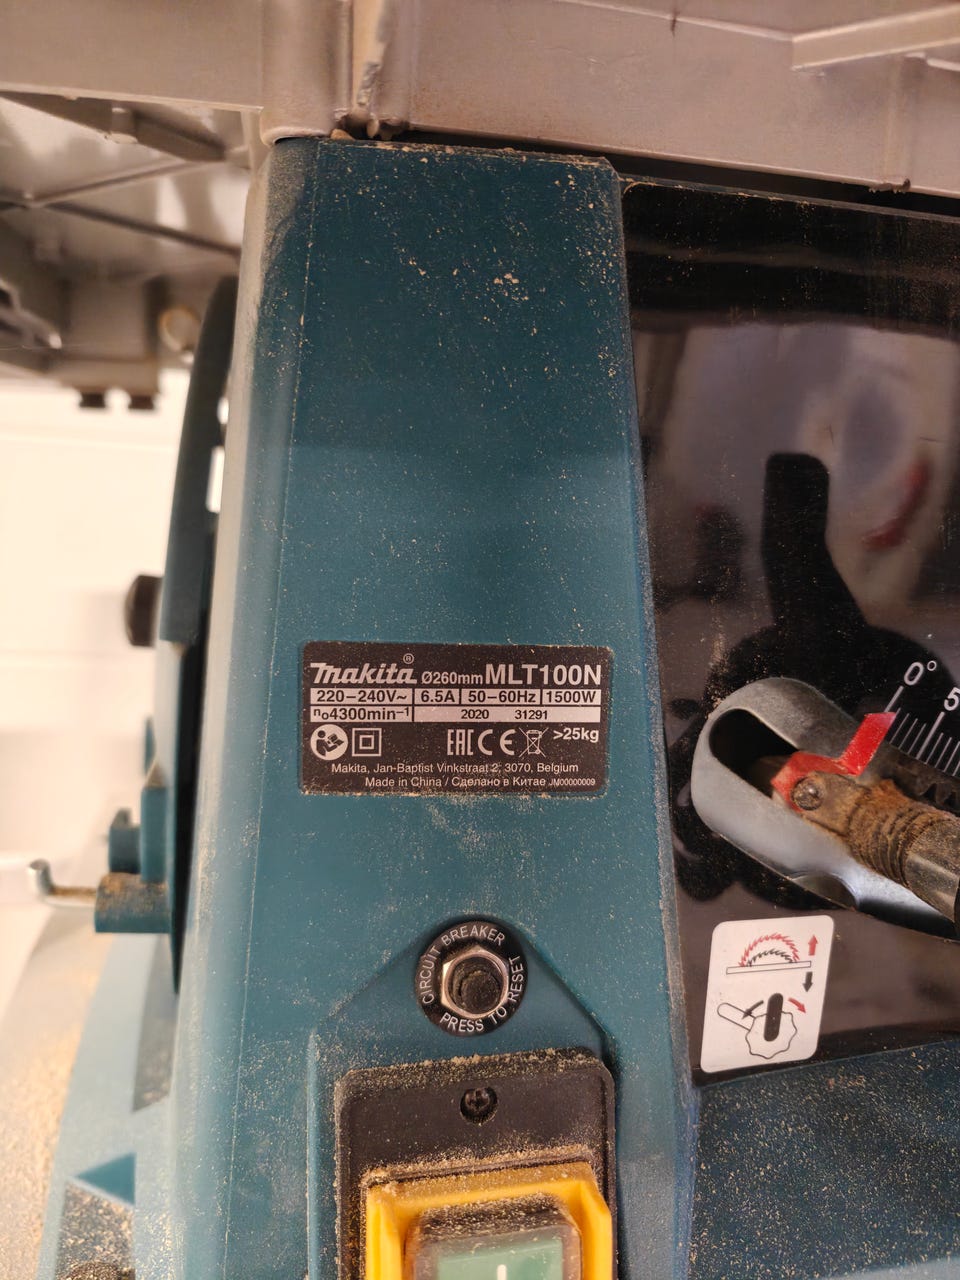 makita® Ø260mm MLT100N
220-240V~ 6.5A 50-60Hz 1500W
n₀4300min⁻¹ 2020 31291
EAC CE >25kg
Makita, Jan-Baptist Vinkstraat 2, 3070, Belgium
Made in China / Сделано в Китае JM00000009
0°
5
CIRCUIT BREAKER
PRESS TO RESET